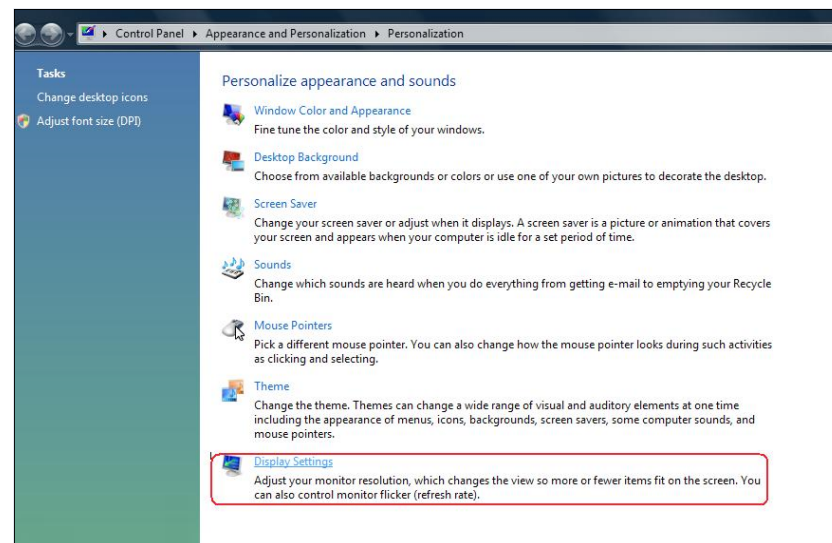 Control Panel ▸ Appearance and Personalization ▸ Personalization
Tasks
Change desktop icons
Adjust font size (DPI)
Personalize appearance and sounds
Window Color and Appearance
Fine tune the color and style of your windows.
Desktop Background
Choose from available backgrounds or colors or use one of your own pictures to decorate the desktop.
Screen Saver
Change your screen saver or adjust when it displays. A screen saver is a picture or animation that covers
your screen and appears when your computer is idle for a set period of time.
Sounds
Change which sounds are heard when you do everything from getting e-mail to emptying your Recycle
Bin.
Mouse Pointers
Pick a different mouse pointer. You can also change how the mouse pointer looks during such activities
as clicking and selecting.
Theme
Change the theme. Themes can change a wide range of visual and auditory elements at one time
including the appearance of menus, icons, backgrounds, screen savers, some computer sounds, and
mouse pointers.
Display Settings
Adjust your monitor resolution, which changes the view so more or fewer items fit on the screen. You
can also control monitor flicker (refresh rate).